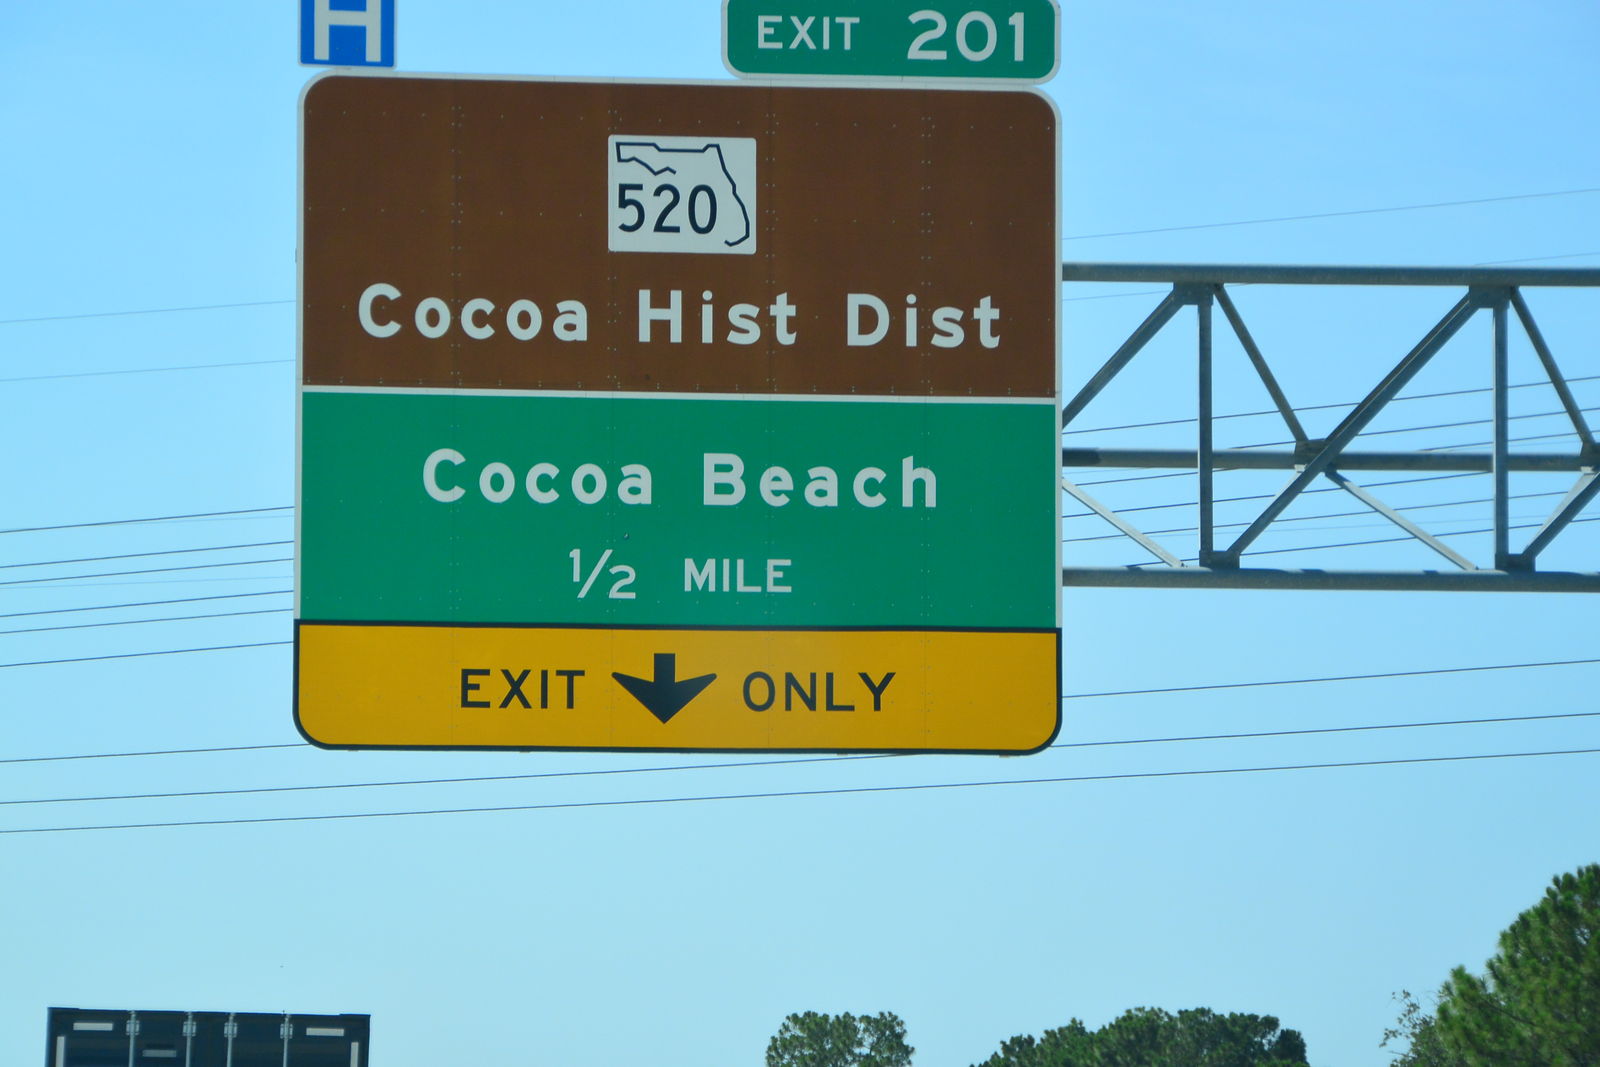 H
EXIT 201
520
Cocoa Hist Dist
Cocoa Beach
1/2 MILE
EXIT ONLY